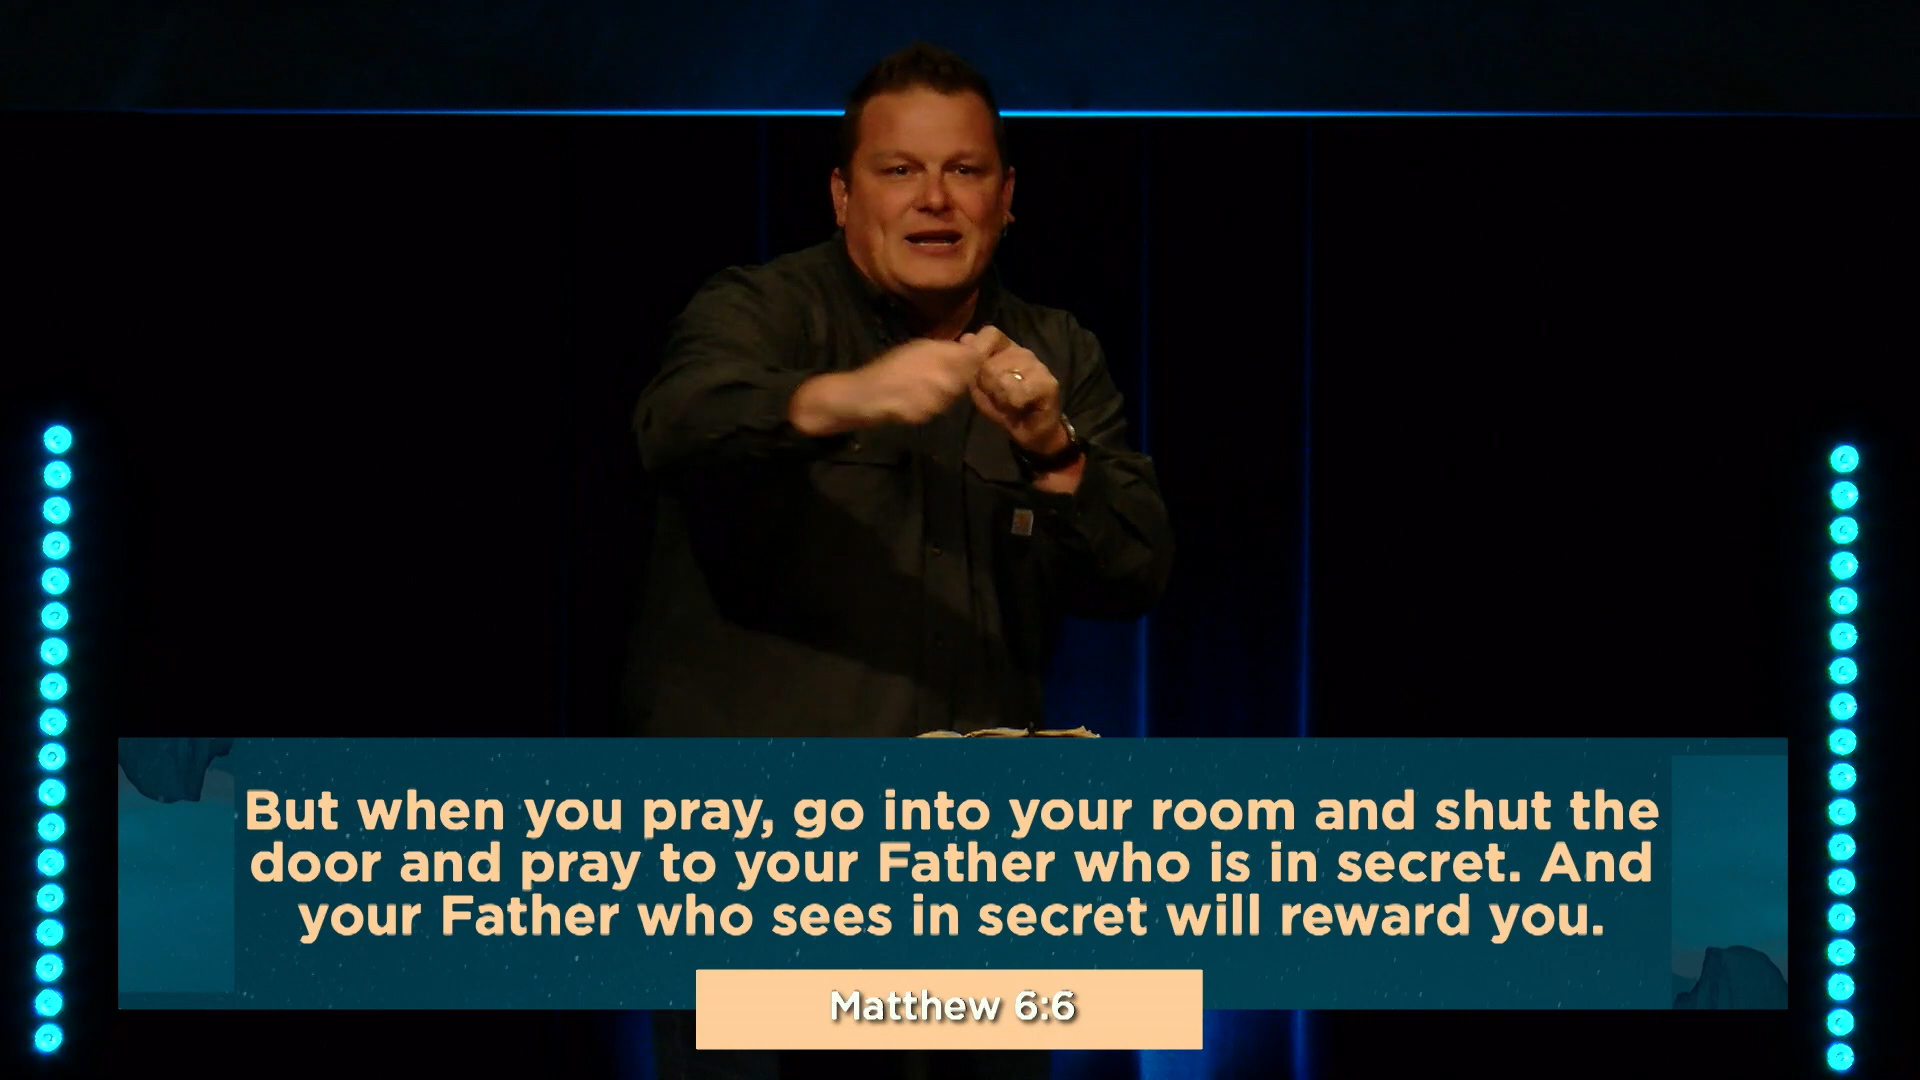 But when you pray, go into your room and shut the
door and pray to your Father who is in secret. And
your Father who sees in secret will reward you.
Matthew 6:6